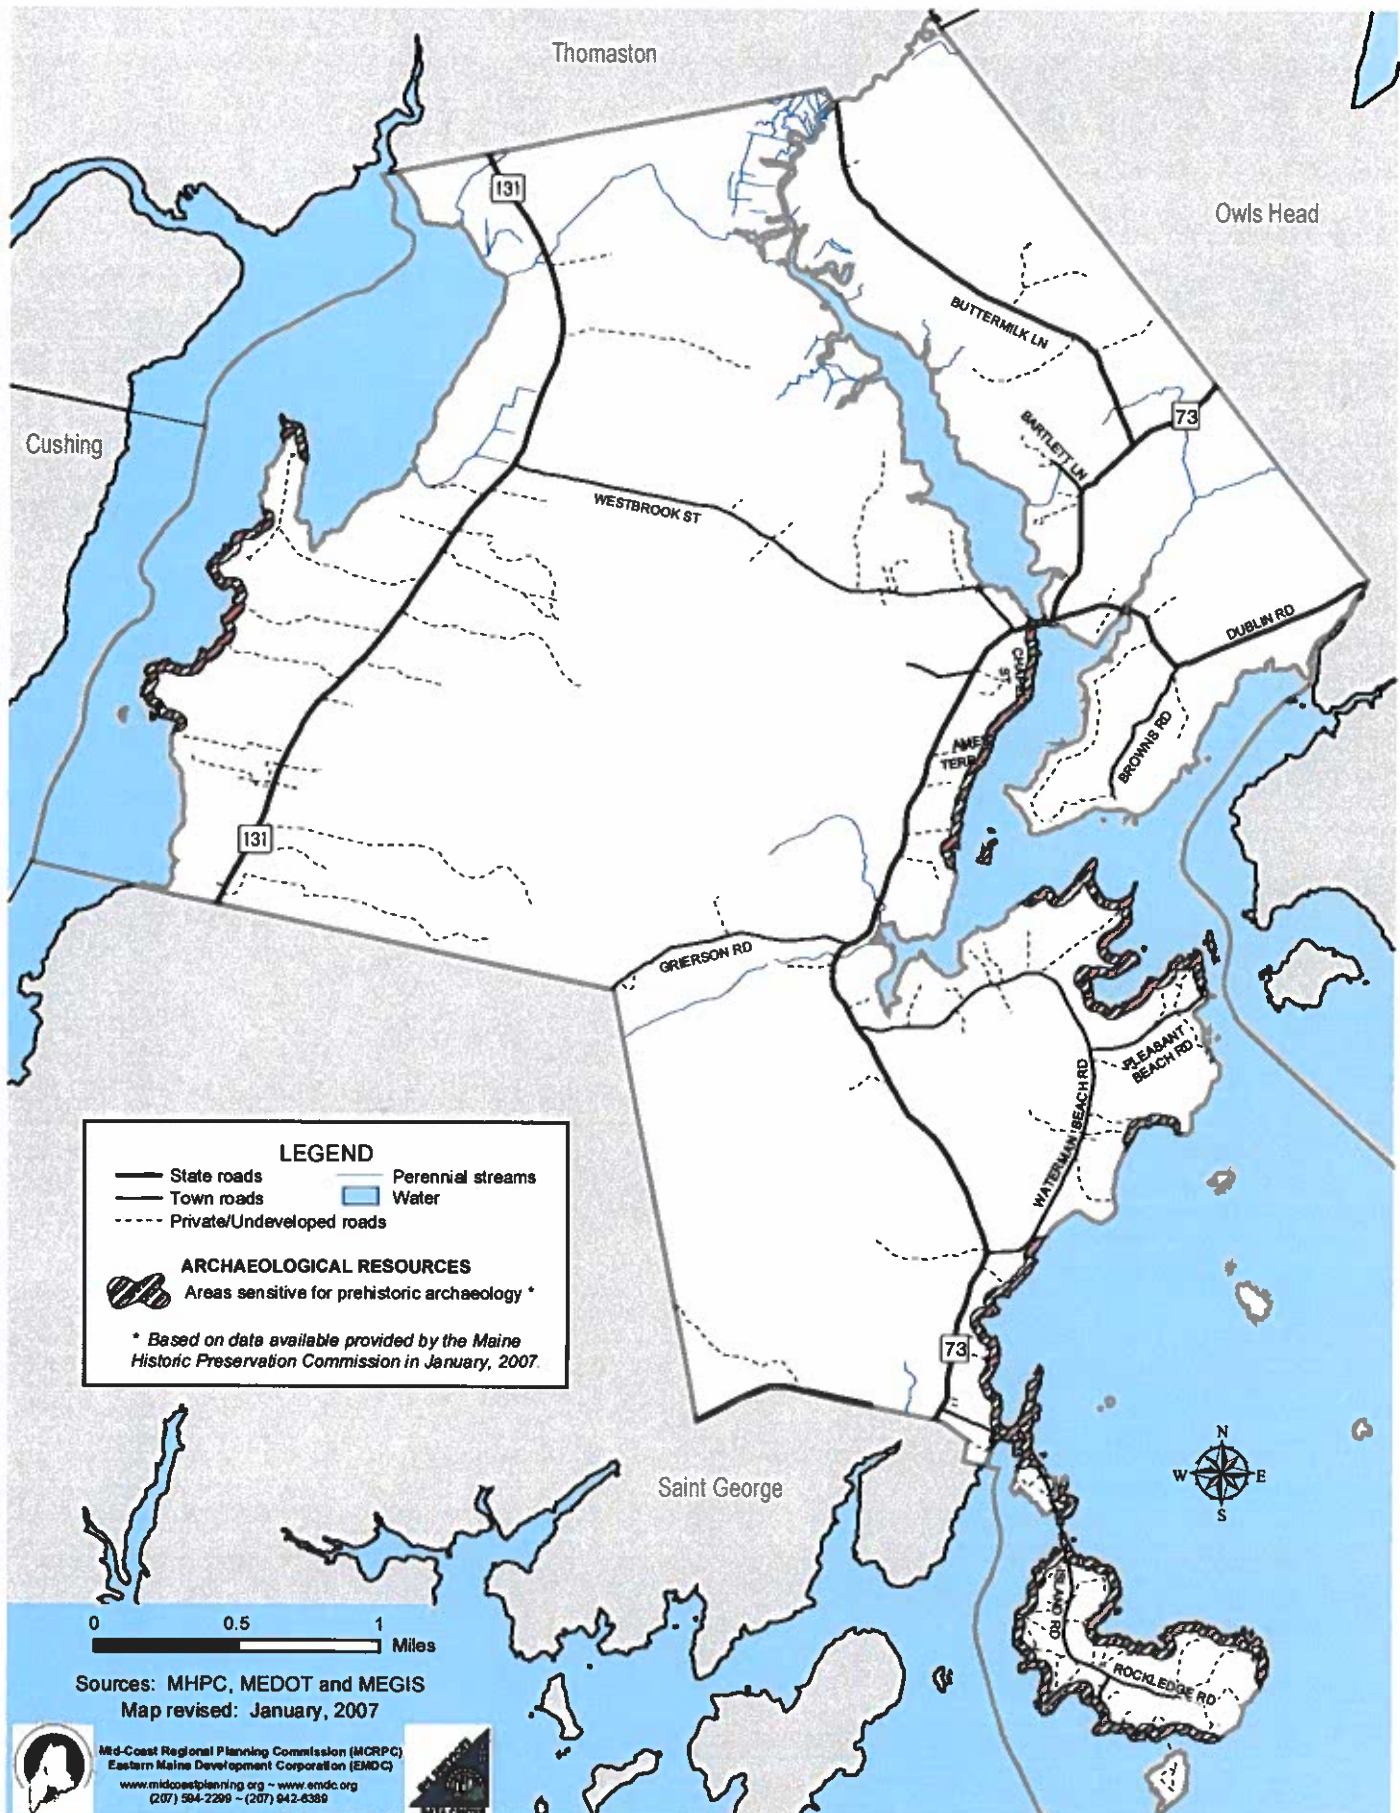 Thomaston
131
Owls Head
BUTTERMILK LN
73
Cushing
BARTLETT LN
WESTBROOK ST
DUBLIN RD
CHAPEL
ST
BROWNS RD
AMES
TERR
131
GRIERSON RD
PLEASANT
BEACH RD
WATERMAN BEACH RD
LEGEND
State roads
Perennial streams
Town roads
Water
Private/Undeveloped roads
ARCHAEOLOGICAL RESOURCES
Areas sensitive for prehistoric archaeology *
* Based on data available provided by the Maine
Historic Preservation Commission in January, 2007.
73
N
W E
S
Saint George
ISLAND RD
ROCKLEDGE RD
0 0.5 1
Miles
Sources: MHPC, MEDOT and MEGIS
Map revised: January, 2007
Mid-Coast Regional Planning Commission (MCRPC)
Eastern Maine Development Corporation (EMDC)
www.midcoastplanning.org ~ www.emdc.org
(207) 594-2299 ~ (207) 942-6389